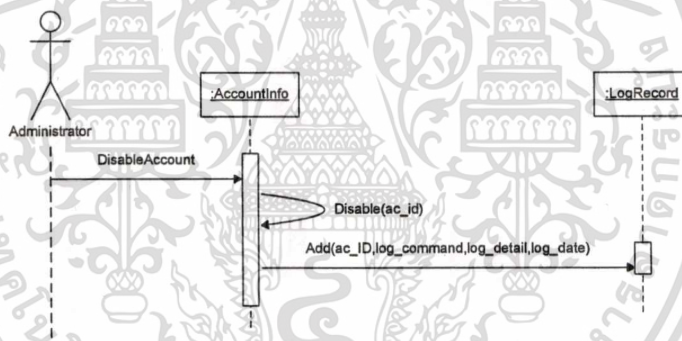 :AccountInfo
:LogRecord
Administrator
DisableAccount
Disable(ac_id)
Add(ac_ID,log_command,log_detail,log_date)